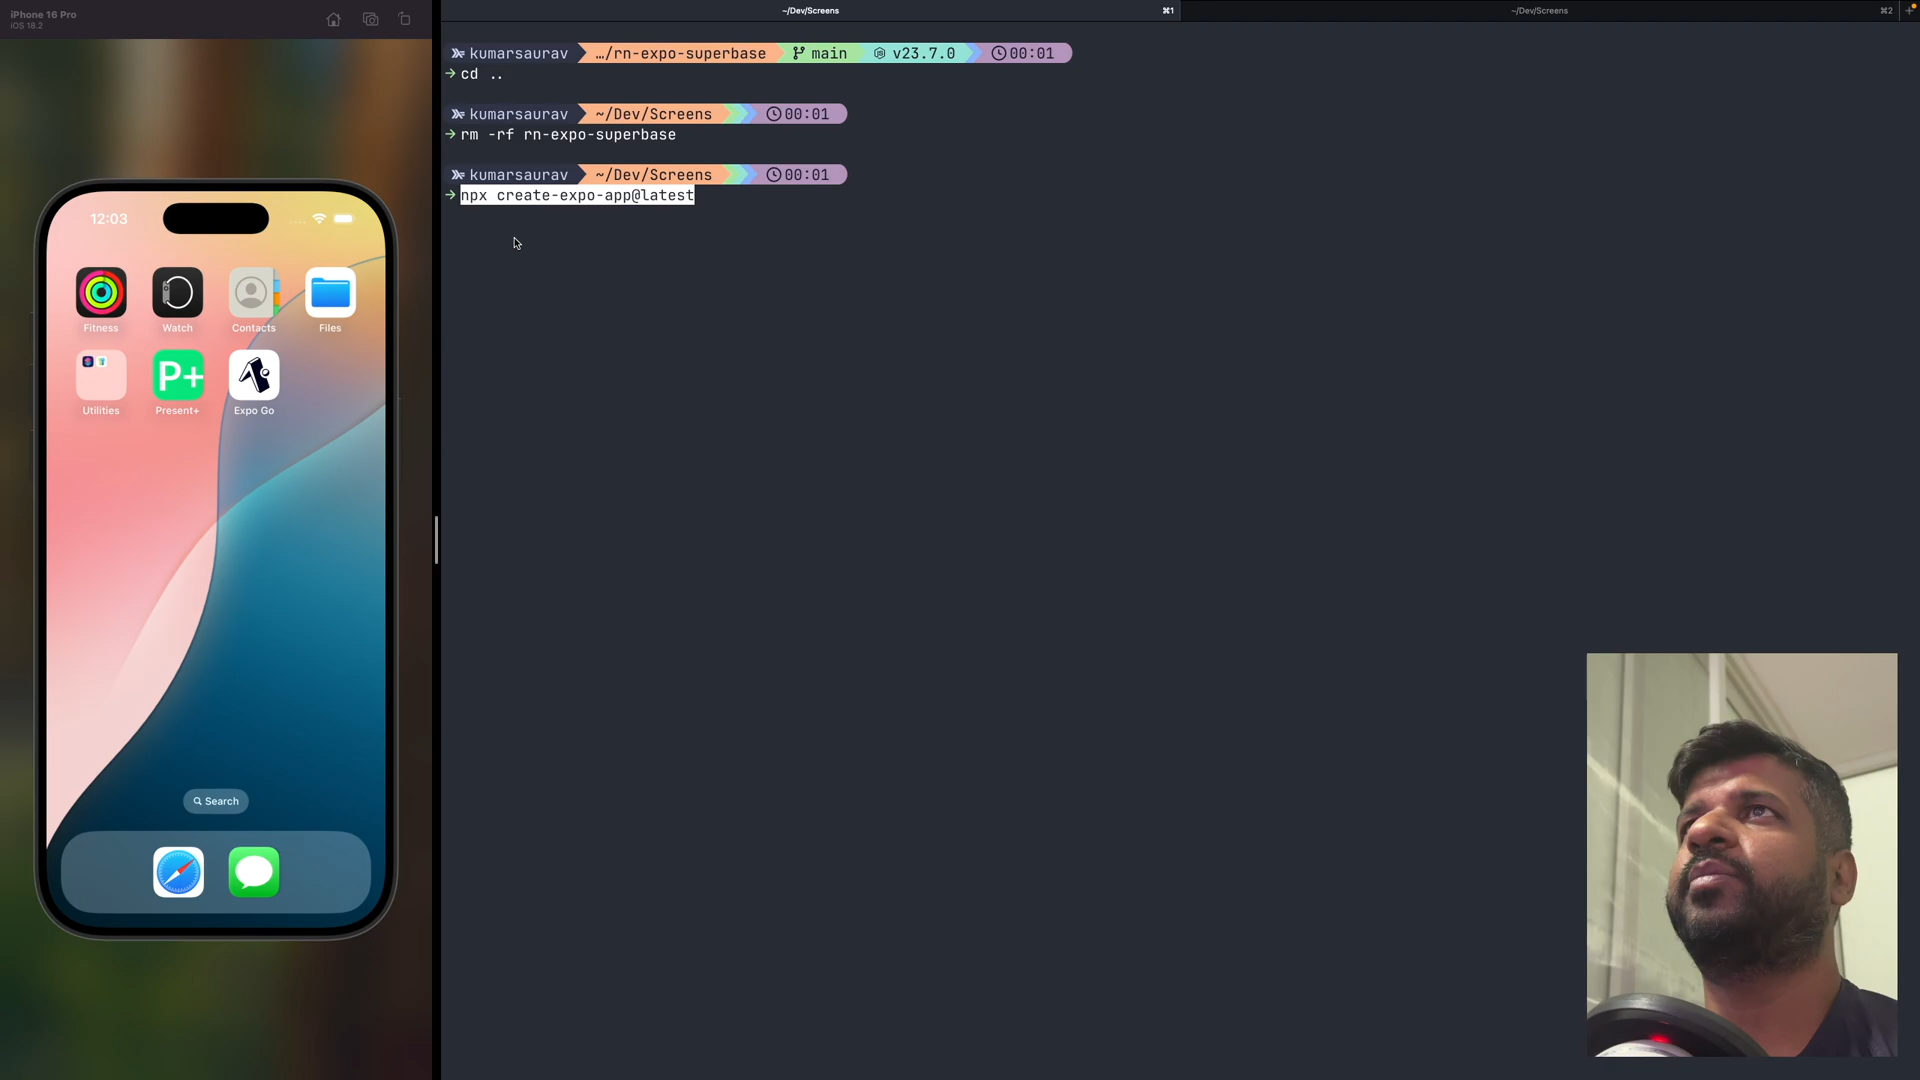 iPhone 16 Pro
iOS 18.2
12:03
Fitness
Watch
Contacts
Files
P+
Utilities
Present+
Expo Go
Search
~/Dev/Screens
⌘1
~/Dev/Screens
⌘2
+
kumarsaurav …/rn-expo-superbase main v23.7.0 00:01
→ cd ..
kumarsaurav ~/Dev/Screens 00:01
→ rm -rf rn-expo-superbase
kumarsaurav ~/Dev/Screens 00:01
→ npx create-expo-app@latest